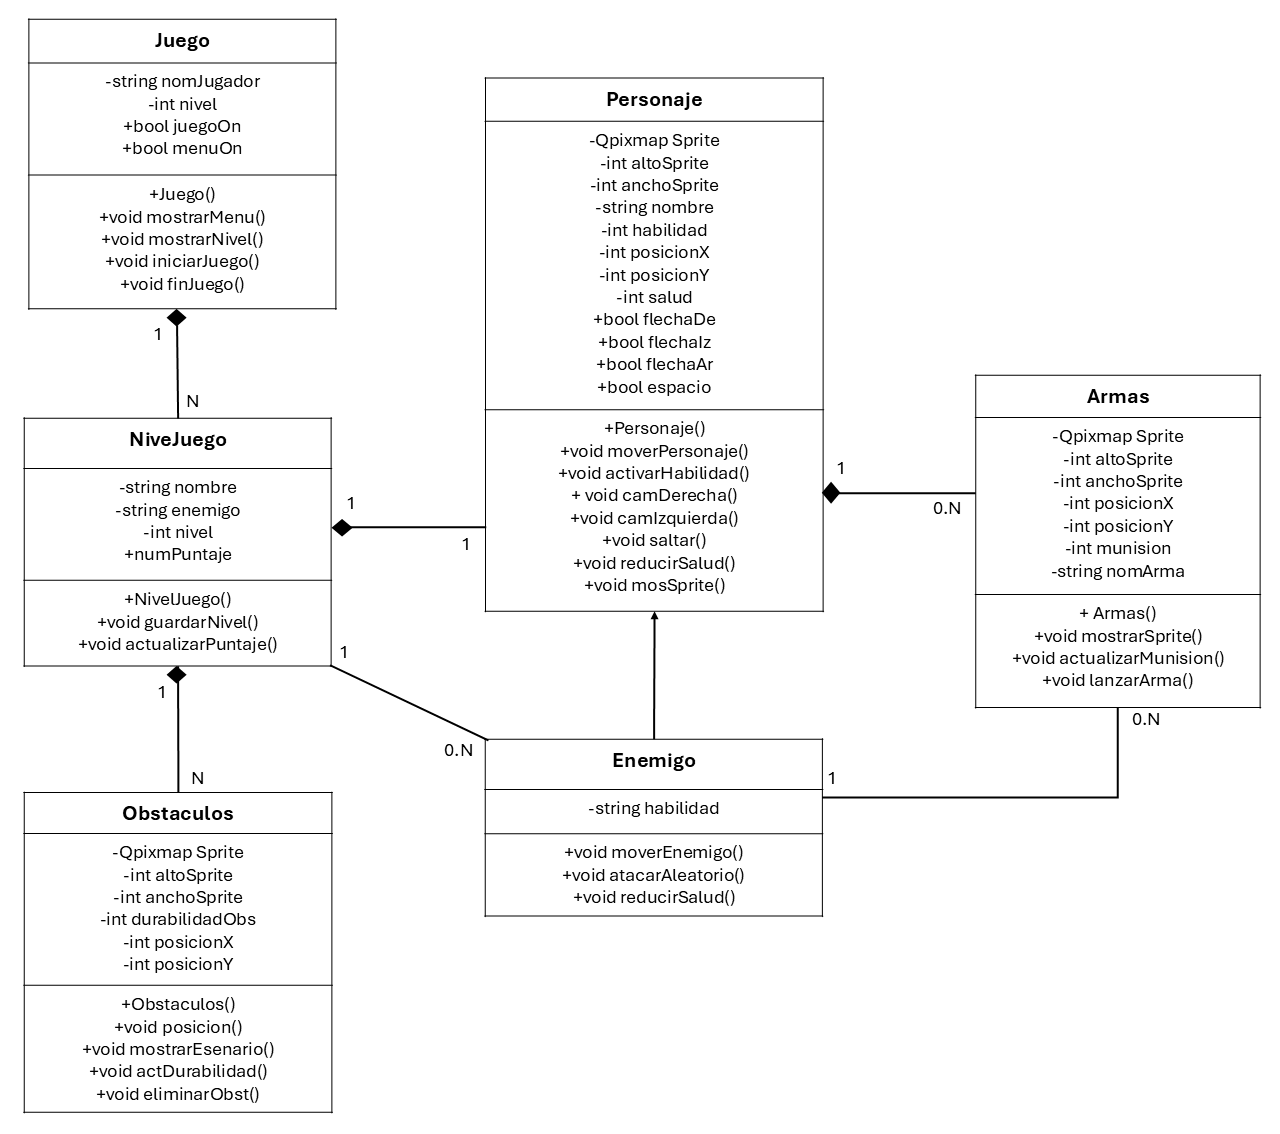 Juego
-string nomJugador
-int nivel
+bool juegoOn
+bool menuOn
+Juego()
+void mostrarMenu()
+void mostrarNivel()
+void iniciarJuego()
+void finJuego()
1
N
NiveJuego
-string nombre
-string enemigo
-int nivel
+numPuntaje
+NivelJuego()
+void guardarNivel()
+void actualizarPuntaje()
1
1
1
0.N
1
N
Obstaculos
-Qpixmap Sprite
-int altoSprite
-int anchoSprite
-int durabilidadObs
-int posicionX
-int posicionY
+Obstaculos()
+void posicion()
+void mostrarEsenario()
+void actDurabilidad()
+void eliminarObst()
Personaje
-Qpixmap Sprite
-int altoSprite
-int anchoSprite
-string nombre
-int habilidad
-int posicionX
-int posicionY
-int salud
+bool flechaDe
+bool flechaIz
+bool flechaAr
+bool espacio
+Personaje()
+void moverPersonaje()
+void activarHabilidad()
+ void camDerecha()
+void camIzquierda()
+void saltar()
+void reducirSalud()
+void mosSprite()
1
0.N
Enemigo
-string habilidad
+void moverEnemigo()
+void atacarAleatorio()
+void reducirSalud()
1
0.N
Armas
-Qpixmap Sprite
-int altoSprite
-int anchoSprite
-int posicionX
-int posicionY
-int munision
-string nomArma
+ Armas()
+void mostrarSprite()
+void actualizarMunision()
+void lanzarArma()